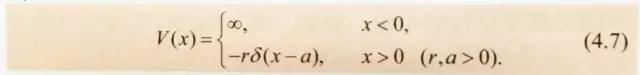 V(x)={∞, x<0,
−rδ(x−a), x>0 (r,a>0). (4.7)